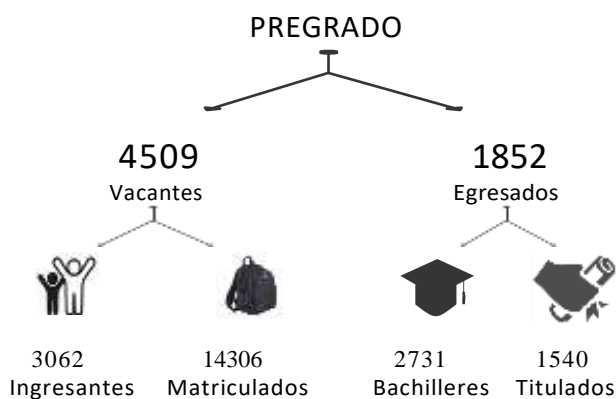 PREGRADO
4509
Vacantes
1852
Egresados
3062
Ingresantes
14306
Matriculados
2731
Bachilleres
1540
Titulados